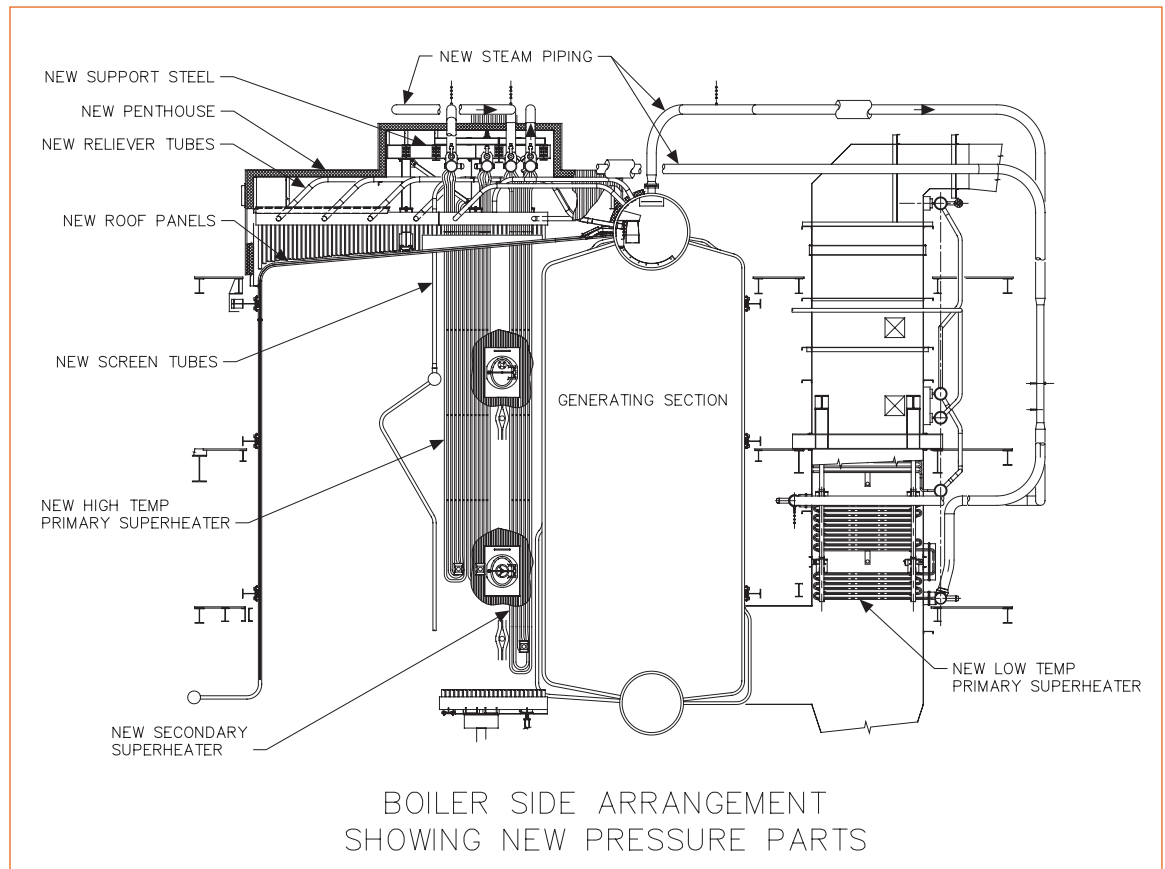 NEW STEAM PIPING
NEW SUPPORT STEEL
NEW PENTHOUSE
NEW RELIEVER TUBES
NEW ROOF PANELS
NEW SCREEN TUBES
GENERATING SECTION
NEW HIGH TEMP
PRIMARY SUPERHEATER
NEW LOW TEMP
PRIMARY SUPERHEATER
NEW SECONDARY
SUPERHEATER
BOILER SIDE ARRANGEMENT
SHOWING NEW PRESSURE PARTS